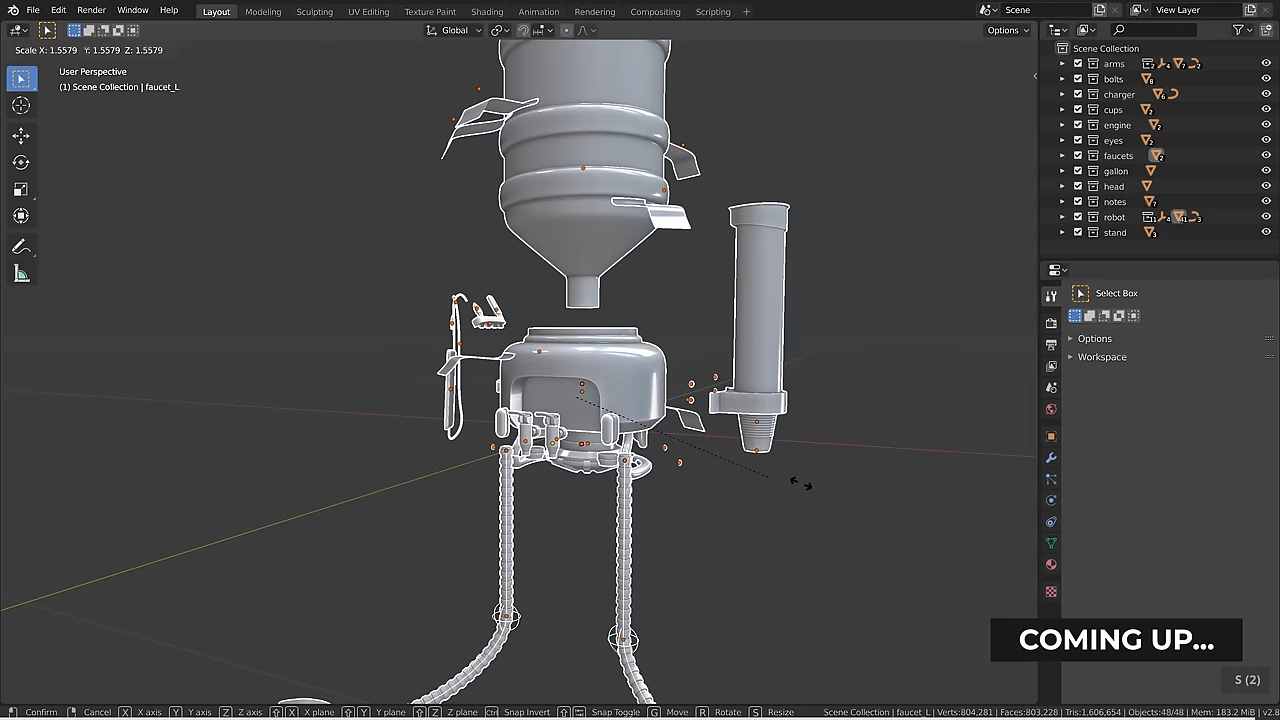 File Edit Render Window Help Layout Modeling Sculpting UV Editing Texture Paint Shading Animation Rendering Compositing Scripting + Scene View Layer
Global Options
Scale X: 1.5579 Y: 1.5579 Z: 1.5579
User Perspective
(1) Scene Collection | faucet_L
Scene Collection
arms
bolts
charger
cups
engine
eyes
faucets
gallon
head
notes
robot
stand
Select Box
Options
Workspace
COMING UP...
S (2)
Confirm Cancel X X axis Y Y axis Z Z axis X X plane Y Y plane Z Z plane Ctrl Snap Invert Snap Toggle G Move R Rotate S Resize Scene Collection | faucet_L | Verts:804,281 | Faces:803,228 | Tris:1,606,654 | Objects:48/48 | Mem: 183.2 MiB | v2.8